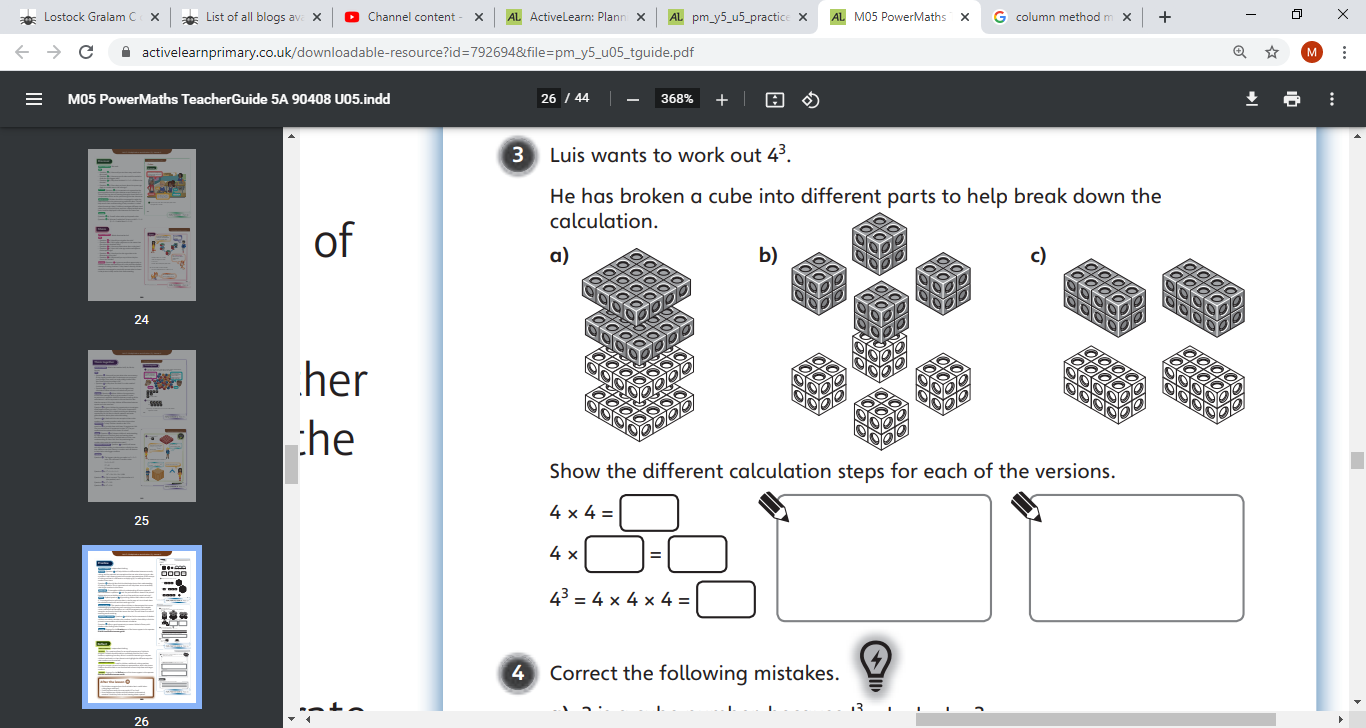 Lostock Gralam C
List of all blogs ava
Channel content -
ActiveLearn: Plann
pm_y5_u5_practice
M05 PowerMaths
column method m
activelearnprimary.co.uk/downloadable-resource?id=792694&file=pm_y5_u05_tguide.pdf
M
M05 PowerMaths TeacherGuide 5A 90408 U05.indd
26 / 44
368%
24
25
26
of
her
the
3 Luis wants to work out 4³.
He has broken a cube into different parts to help break down the
calculation.
a) b) c)
Show the different calculation steps for each of the versions.
4 × 4 =
4 × =
4³ = 4 × 4 × 4 =
4 Correct the following mistakes.